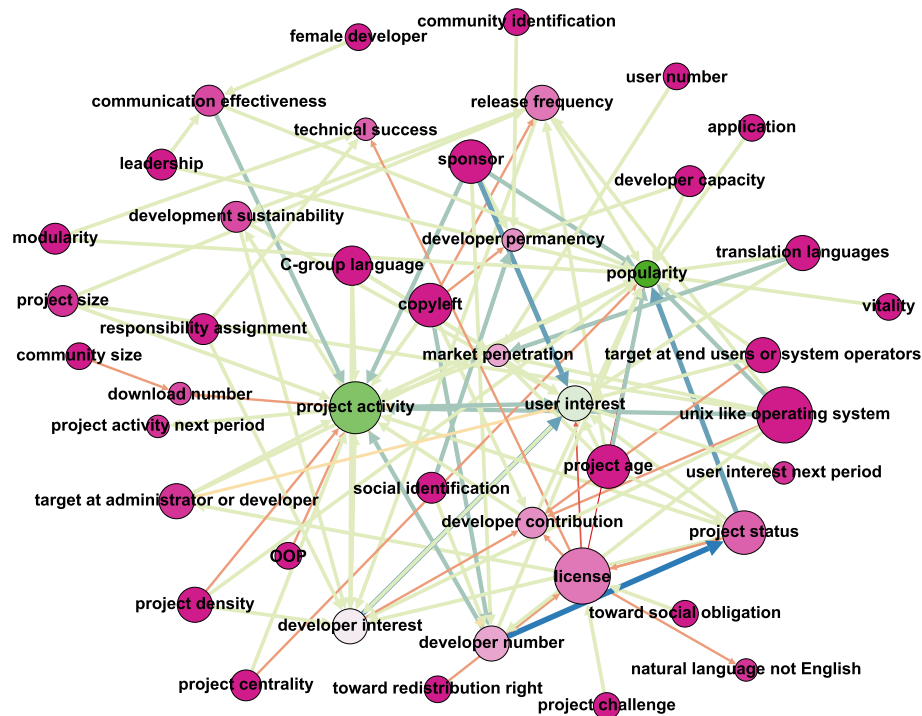 community identification
female developer
user number
communication effectiveness
release frequency
technical success
application
sponsor
leadership
developer capacity
development sustainability
modularity
developer permanency
translation languages
C-group language
popularity
project size
copyleft
vitality
responsibility assignment
community size
market penetration
target at end users or system operators
download number
project activity
user interest
unix like operating system
project activity next period
project age
user interest next period
target at administrator or developer
social identification
developer contribution
project status
OOP
license
project density
toward social obligation
developer interest
developer number
natural language not English
project centrality
toward redistribution right
project challenge